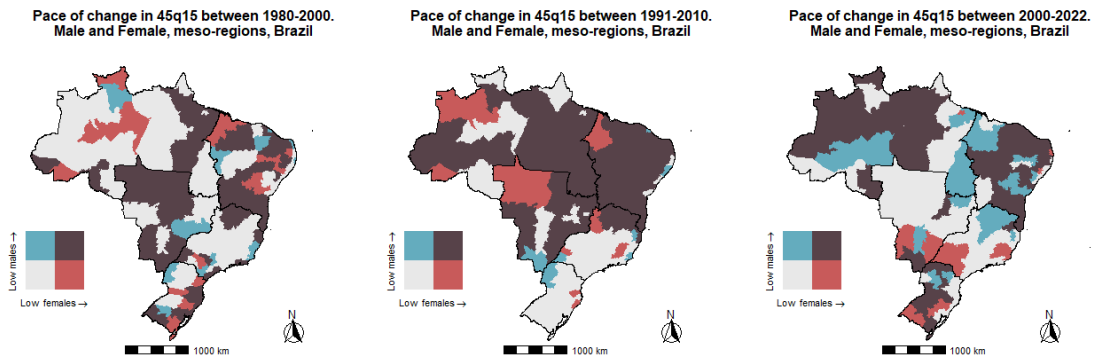 Pace of change in 45q15 between 1980-2000.
Male and Female, meso-regions, Brazil
Low males →
Low females →
N
1000 km
Pace of change in 45q15 between 1991-2010.
Male and Female, meso-regions, Brazil
Low males →
Low females →
N
1000 km
Pace of change in 45q15 between 2000-2022.
Male and Female, meso-regions, Brazil
Low males →
Low females →
N
1000 km